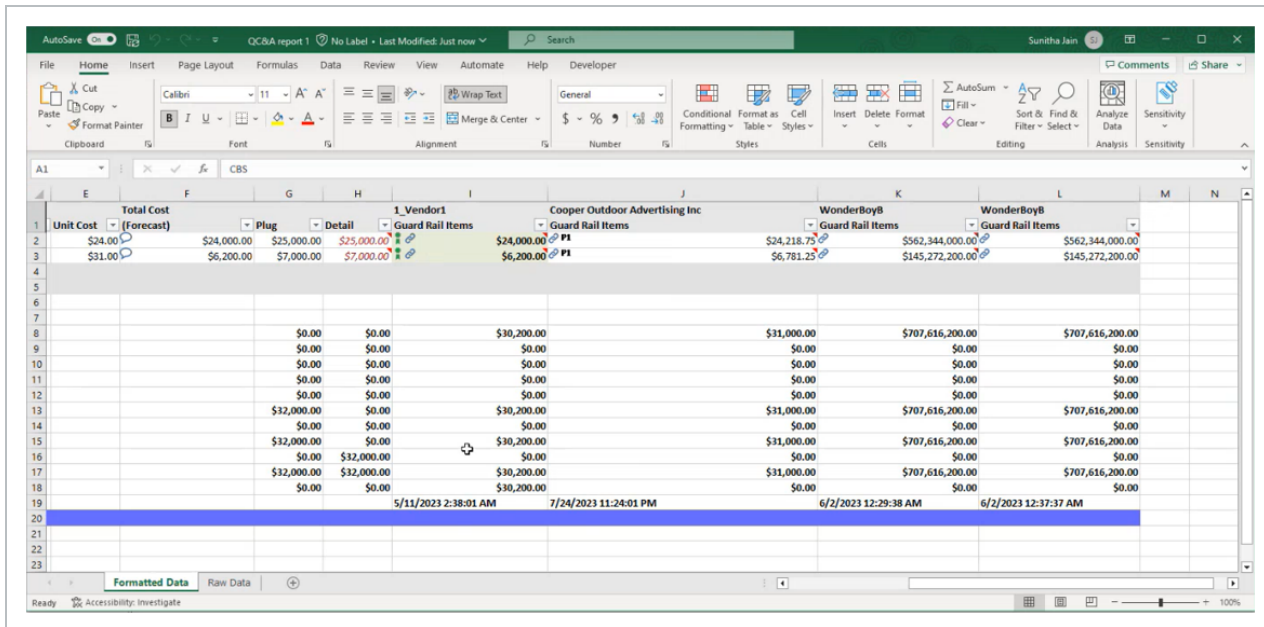 AutoSave On QC&A report 1 No Label • Last Modified: Just now Search Sunitha Jain SJ
File Home Insert Page Layout Formulas Data Review View Automate Help Developer Comments Share
Paste Cut Copy Format Painter Clipboard
Calibri 11 B I U Font
Wrap Text Merge & Center Alignment
General $ % Number
Conditional Formatting Format as Table Cell Styles Styles
Insert Delete Format Cells
AutoSum Fill Clear Sort & Filter Find & Select Editing
Analyze Data Analysis
Sensitivity Sensitivity
A1 fx CBS
E F G H I J K L M N
Total Cost 1_Vendor1 Cooper Outdoor Advertising Inc WonderBoyB WonderBoyB
1 Unit Cost (Forecast) Plug Detail Guard Rail Items Guard Rail Items Guard Rail Items Guard Rail Items
2 $24.00 $24,000.00 $25,000.00 $25,000.00 $24,000.00 P1 $24,218.75 $562,344,000.00 $562,344,000.00
3 $31.00 $6,200.00 $7,000.00 $7,000.00 $6,200.00 P1 $6,781.25 $145,272,200.00 $145,272,200.00
4
5
6
7
8 $0.00 $0.00 $30,200.00 $31,000.00 $707,616,200.00 $707,616,200.00
9 $0.00 $0.00 $0.00 $0.00 $0.00 $0.00
10 $0.00 $0.00 $0.00 $0.00 $0.00 $0.00
11 $0.00 $0.00 $0.00 $0.00 $0.00 $0.00
12 $0.00 $0.00 $0.00 $0.00 $0.00 $0.00
13 $32,000.00 $0.00 $30,200.00 $31,000.00 $707,616,200.00 $707,616,200.00
14 $0.00 $0.00 $0.00 $0.00 $0.00 $0.00
15 $32,000.00 $0.00 $30,200.00 $31,000.00 $707,616,200.00 $707,616,200.00
16 $0.00 $32,000.00 $0.00 $0.00 $0.00 $0.00
17 $32,000.00 $32,000.00 $30,200.00 $31,000.00 $707,616,200.00 $707,616,200.00
18 $0.00 $0.00 $30,200.00 $0.00 $0.00 $0.00
19 5/11/2023 2:38:01 AM 7/24/2023 11:24:01 PM 6/2/2023 12:29:38 AM 6/2/2023 12:37:37 AM
20
21
22
23
Formatted Data Raw Data
Ready Accessibility: Investigate 100%